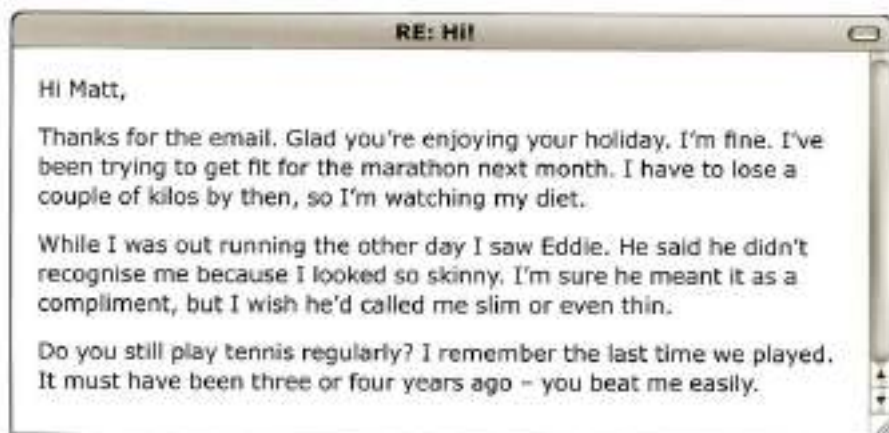 RE: Hi!
Hi Matt,
Thanks for the email. Glad you're enjoying your holiday. I'm fine. I've
been trying to get fit for the marathon next month. I have to lose a
couple of kilos by then, so I'm watching my diet.
While I was out running the other day I saw Eddie. He said he didn't
recognise me because I looked so skinny. I'm sure he meant it as a
compliment, but I wish he'd called me slim or even thin.
Do you still play tennis regularly? I remember the last time we played.
It must have been three or four years ago – you beat me easily.